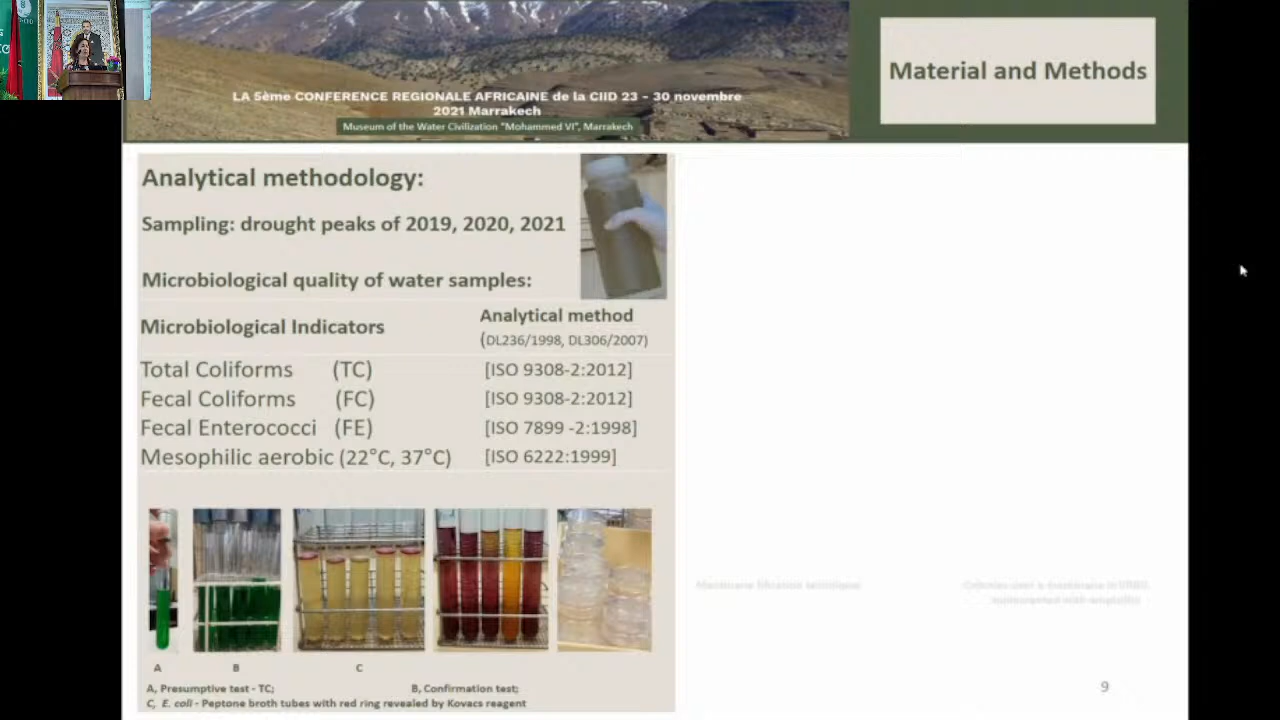 LA 5ème CONFERENCE REGIONALE AFRICAINE de la CIID 23 - 30 novembre
2021 Marrakech
Museum of the Water Civilization "Mohammed VI", Marrakech
Material and Methods
Analytical methodology:
Sampling: drought peaks of 2019, 2020, 2021
Microbiological quality of water samples:
Microbiological Indicators
Analytical method
(DL236/1998, DL306/2007)
Total Coliforms (TC) [ISO 9308-2:2012]
Fecal Coliforms (FC) [ISO 9308-2:2012]
Fecal Enterococci (FE) [ISO 7899 -2:1998]
Mesophilic aerobic (22°C, 37°C) [ISO 6222:1999]
A B C
A, Presumptive test - TC; B, Confirmation test;
C, E. coli - Peptone broth tubes with red ring revealed by Kovacs reagent
Membrane filtration technique
9